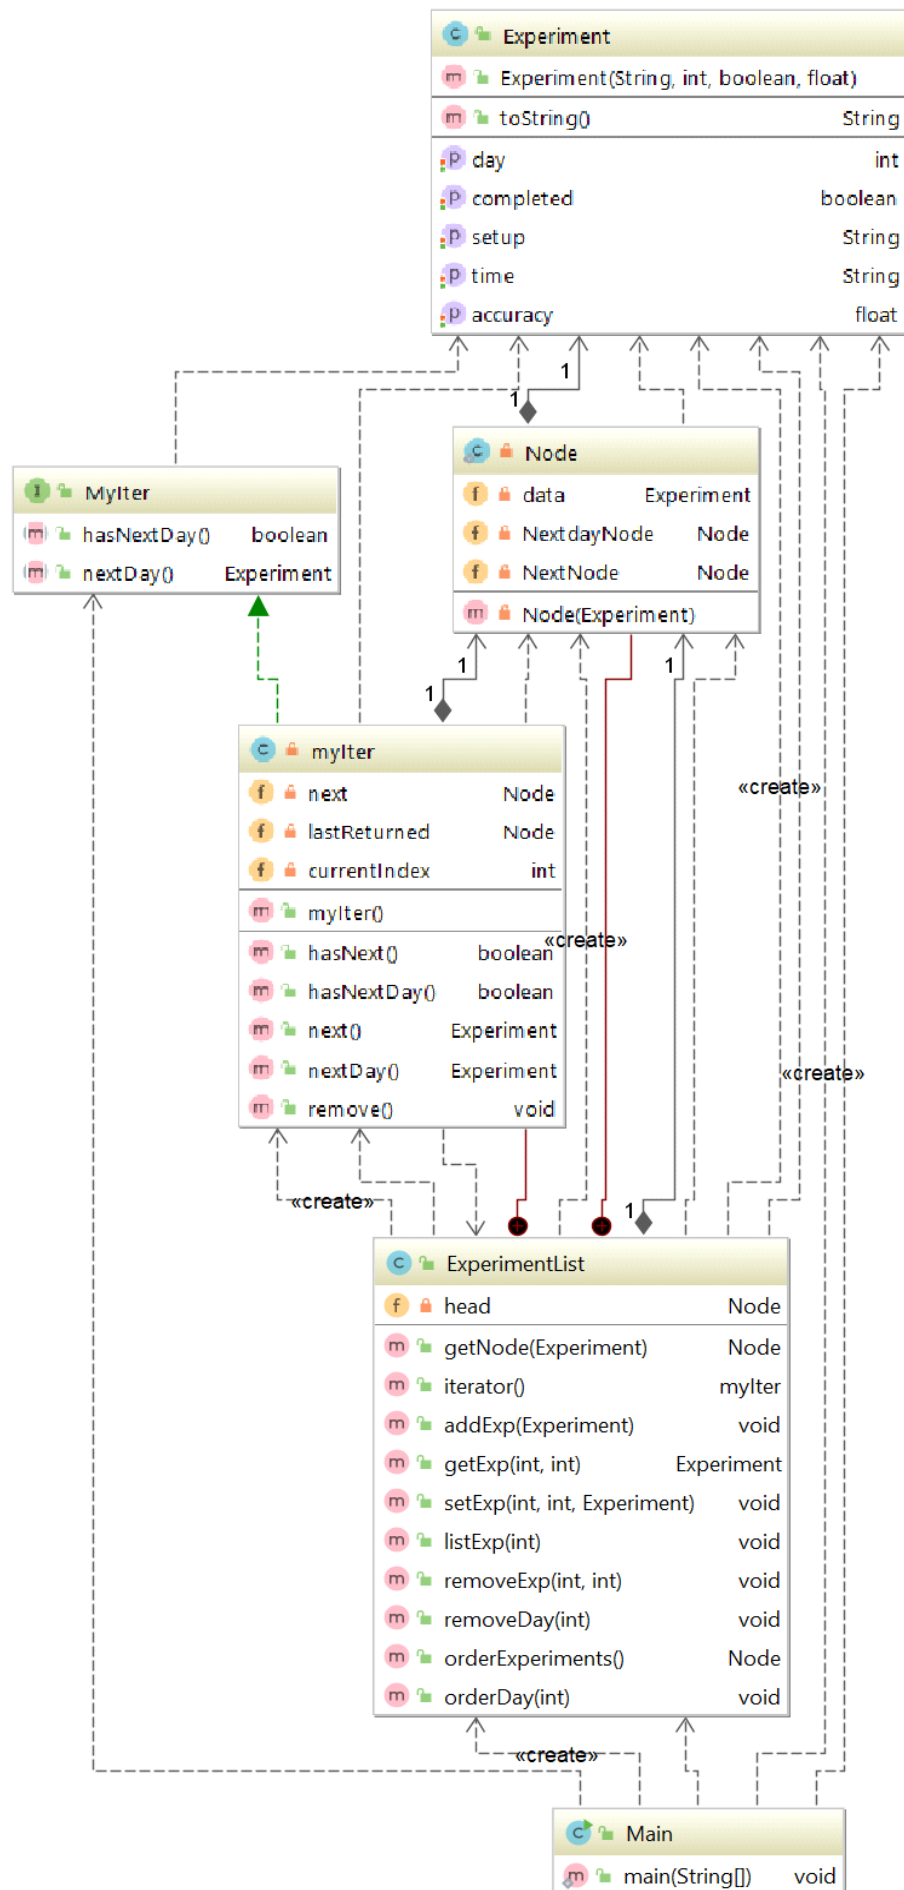 Experiment
Experiment(String, int, boolean, float)
toString() String
day int
completed boolean
setup String
time String
accuracy float
1
1
Node
data Experiment
NextdayNode Node
NextNode Node
Node(Experiment)
MyIter
hasNextDay() boolean
nextDay() Experiment
1
1
1
myIter
next Node
lastReturned Node
currentIndex int
myIter()
hasNext() boolean
hasNextDay() boolean
next() Experiment
nextDay() Experiment
remove() void
«create»
«create»
«create»
«create»
1
ExperimentList
head Node
getNode(Experiment) Node
iterator() myIter
addExp(Experiment) void
getExp(int, int) Experiment
setExp(int, int, Experiment) void
listExp(int) void
removeExp(int, int) void
removeDay(int) void
orderExperiments() Node
orderDay(int) void
«create»
Main
main(String[]) void